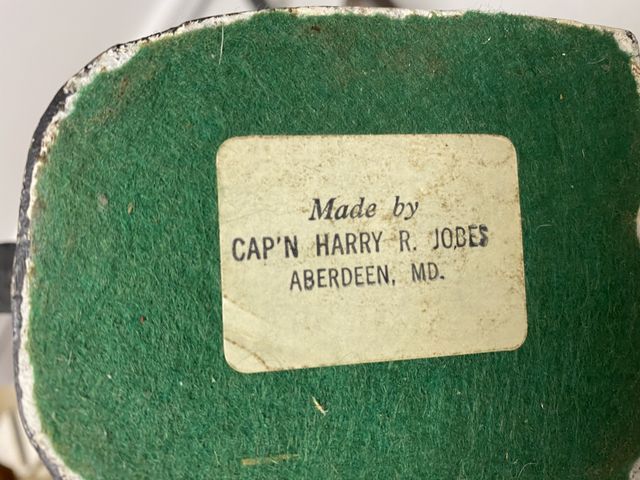 Made by
CAP'N HARRY R. JOBES
ABERDEEN, MD.